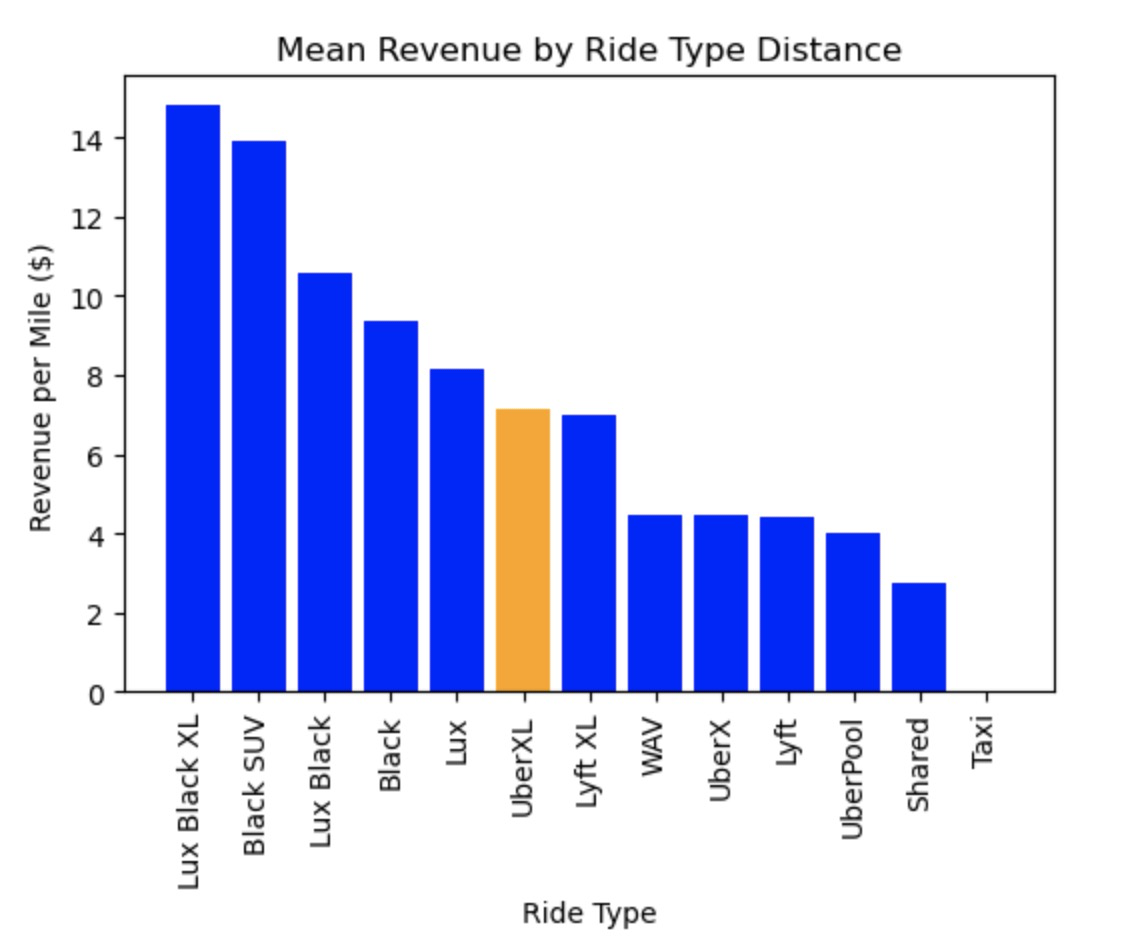 Mean Revenue by Ride Type Distance
Revenue per Mile ($)
14
12
10
8
6
4
2
0
Lux Black XL
Black SUV
Lux Black
Black
Lux
UberXL
Lyft XL
WAV
UberX
Lyft
UberPool
Shared
Taxi
Ride Type